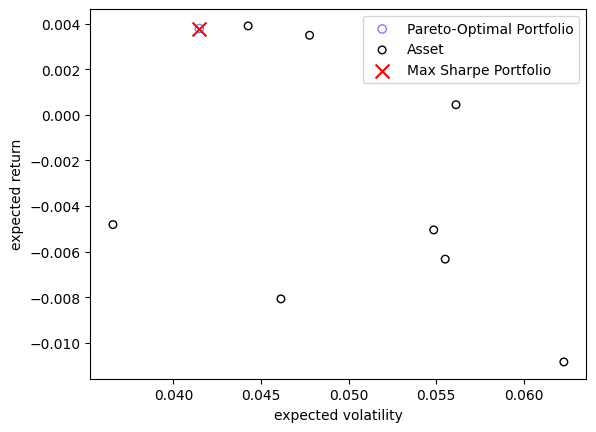 0.004
0.002
0.000
−0.002
−0.004
−0.006
−0.008
−0.010
expected return
Pareto-Optimal Portfolio
Asset
Max Sharpe Portfolio
0.040 0.045 0.050 0.055 0.060
expected volatility